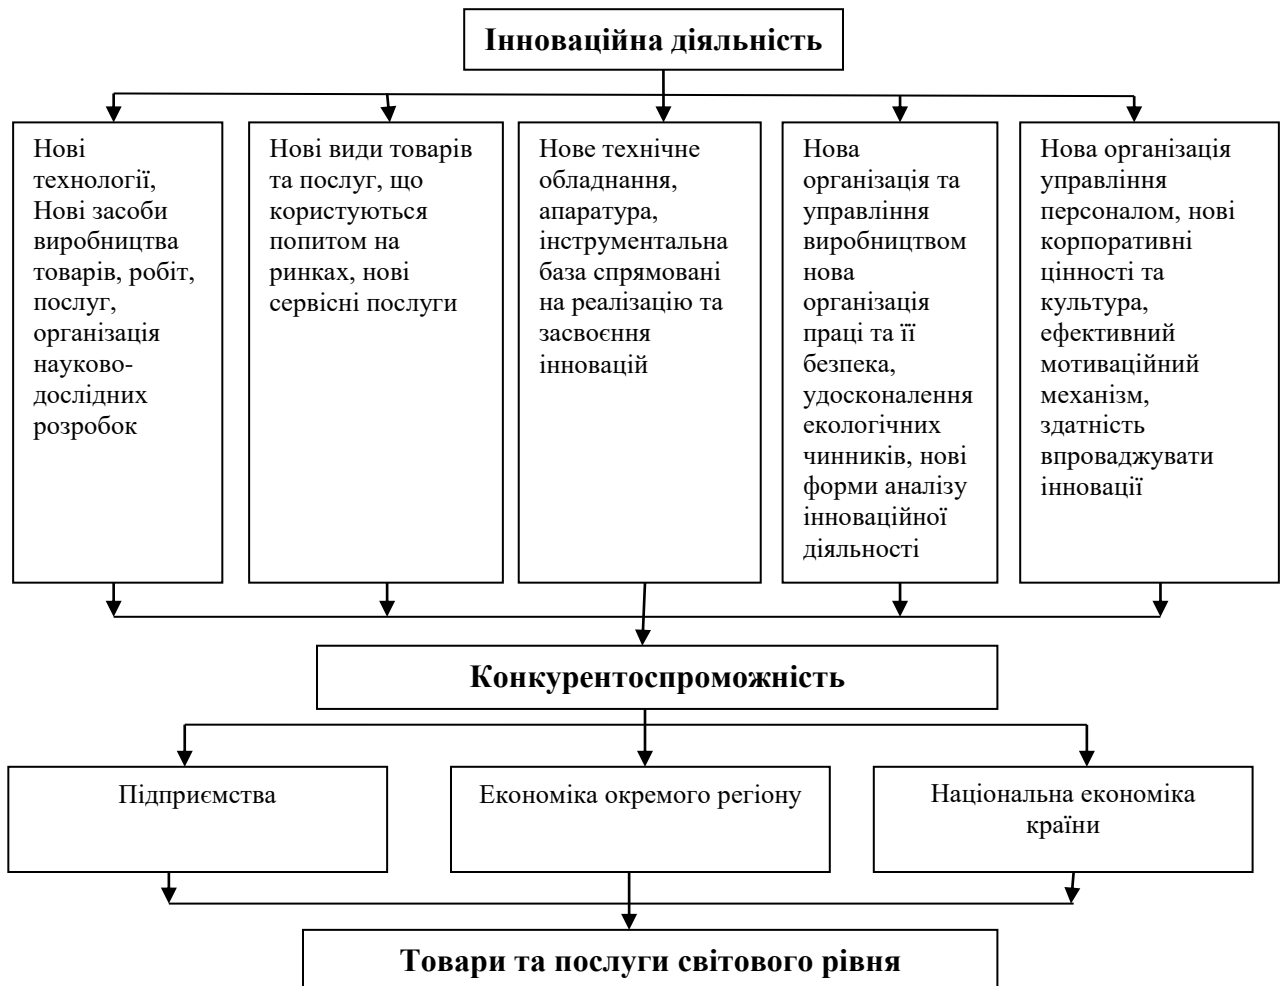 Інноваційна діяльність
Нові
технології,
Нові засоби
виробництва
товарів, робіт,
послуг,
організація
науково-
дослідних
розробок
Нові види товарів
та послуг, що
користуються
попитом на
ринках, нові
сервісні послуги
Нове технічне
обладнання,
апаратура,
інструментальна
база спрямовані
на реалізацію та
засвоєння
інновацій
Нова
організація та
управління
виробництвом
нова
організація
праці та її
безпека,
удосконалення
екологічних
чинників, нові
форми аналізу
інноваційної
діяльності
Нова організація
управління
персоналом, нові
корпоративні
цінності та
культура,
ефективний
мотиваційний
механізм,
здатність
впроваджувати
інновації
Конкурентоспроможність
Підприємства
Економіка окремого регіону
Національна економіка
країни
Товари та послуги світового рівня